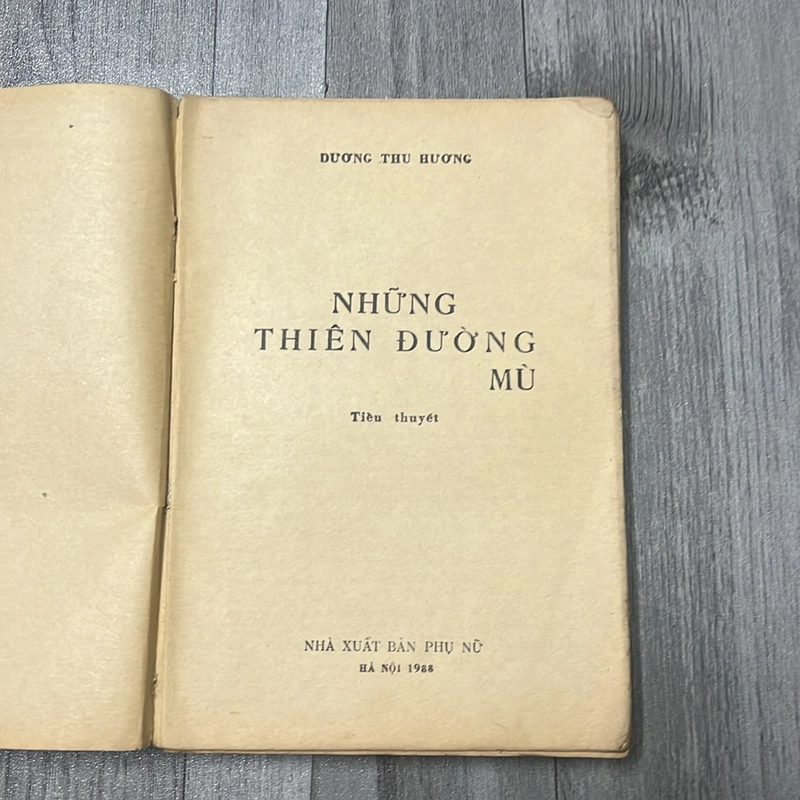 DƯƠNG THU HƯƠNG
NHỮNG
THIÊN ĐƯỜNG
MÙ
Tiểu thuyết
NHÀ XUẤT BẢN PHỤ NỮ
HÀ NỘI 1988